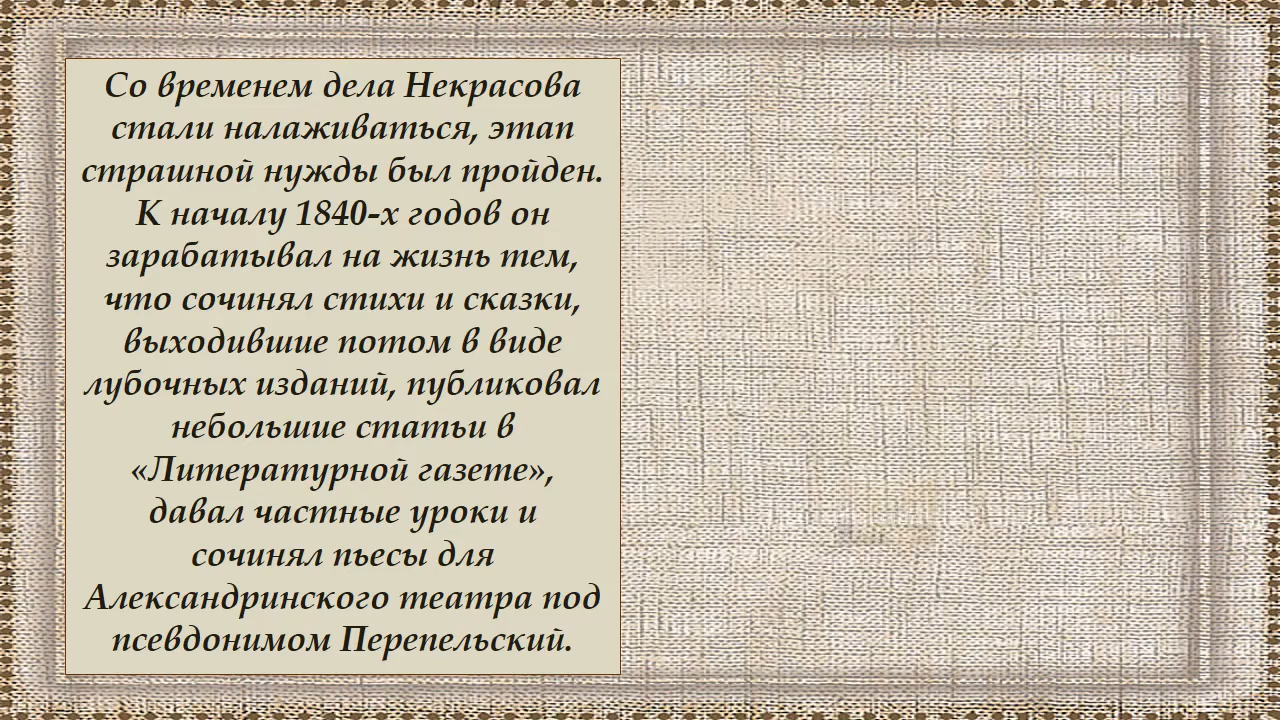 Со временем дела Некрасова
стали налаживаться, этап
страшной нужды был пройден.
К началу 1840-х годов он
зарабатывал на жизнь тем,
что сочинял стихи и сказки,
выходившие потом в виде
лубочных изданий, публиковал
небольшие статьи в
«Литературной газете»,
давал частные уроки и
сочинял пьесы для
Александринского театра под
псевдонимом Перепельский.